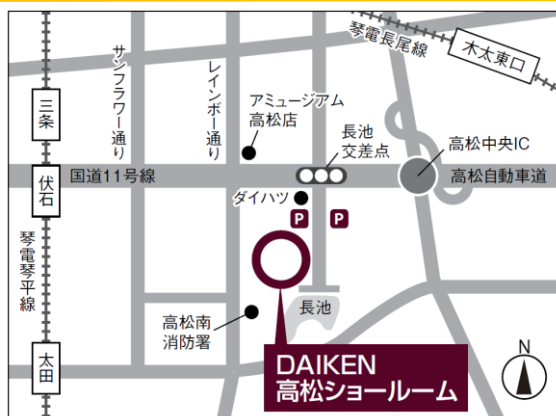 琴電長尾線
木太東口
サンフラワー通り
レインボー通り
三条
アミュージアム
高松店
長池
交差点
高松中央IC
伏石
国道11号線
高松自動車道
ダイハツ
P
P
琴電琴平線
長池
高松南
消防署
太田
DAIKEN
高松ショールーム
N